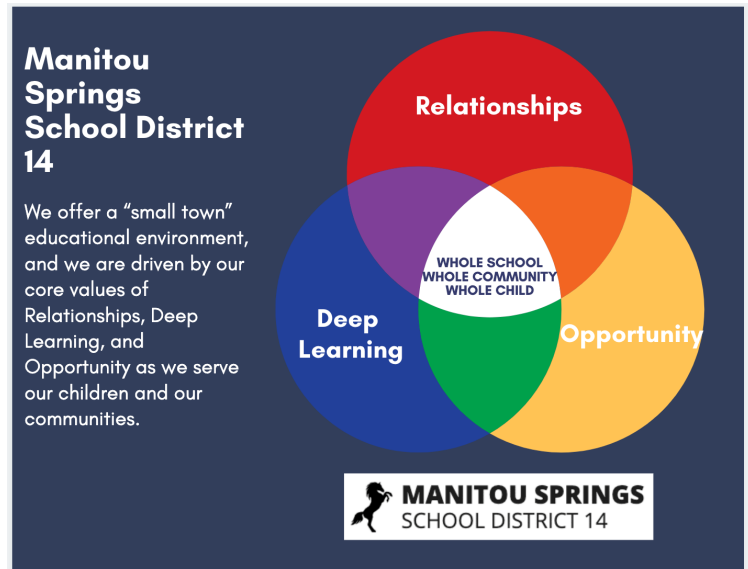 Manitou
Springs
School District
14
We offer a “small town”
educational environment,
and we are driven by our
core values of
Relationships, Deep
Learning, and
Opportunity as we serve
our children and our
communities.
Relationships
WHOLE SCHOOL
WHOLE COMMUNITY
WHOLE CHILD
Deep
Learning
Opportunity
MANITOU SPRINGS
SCHOOL DISTRICT 14